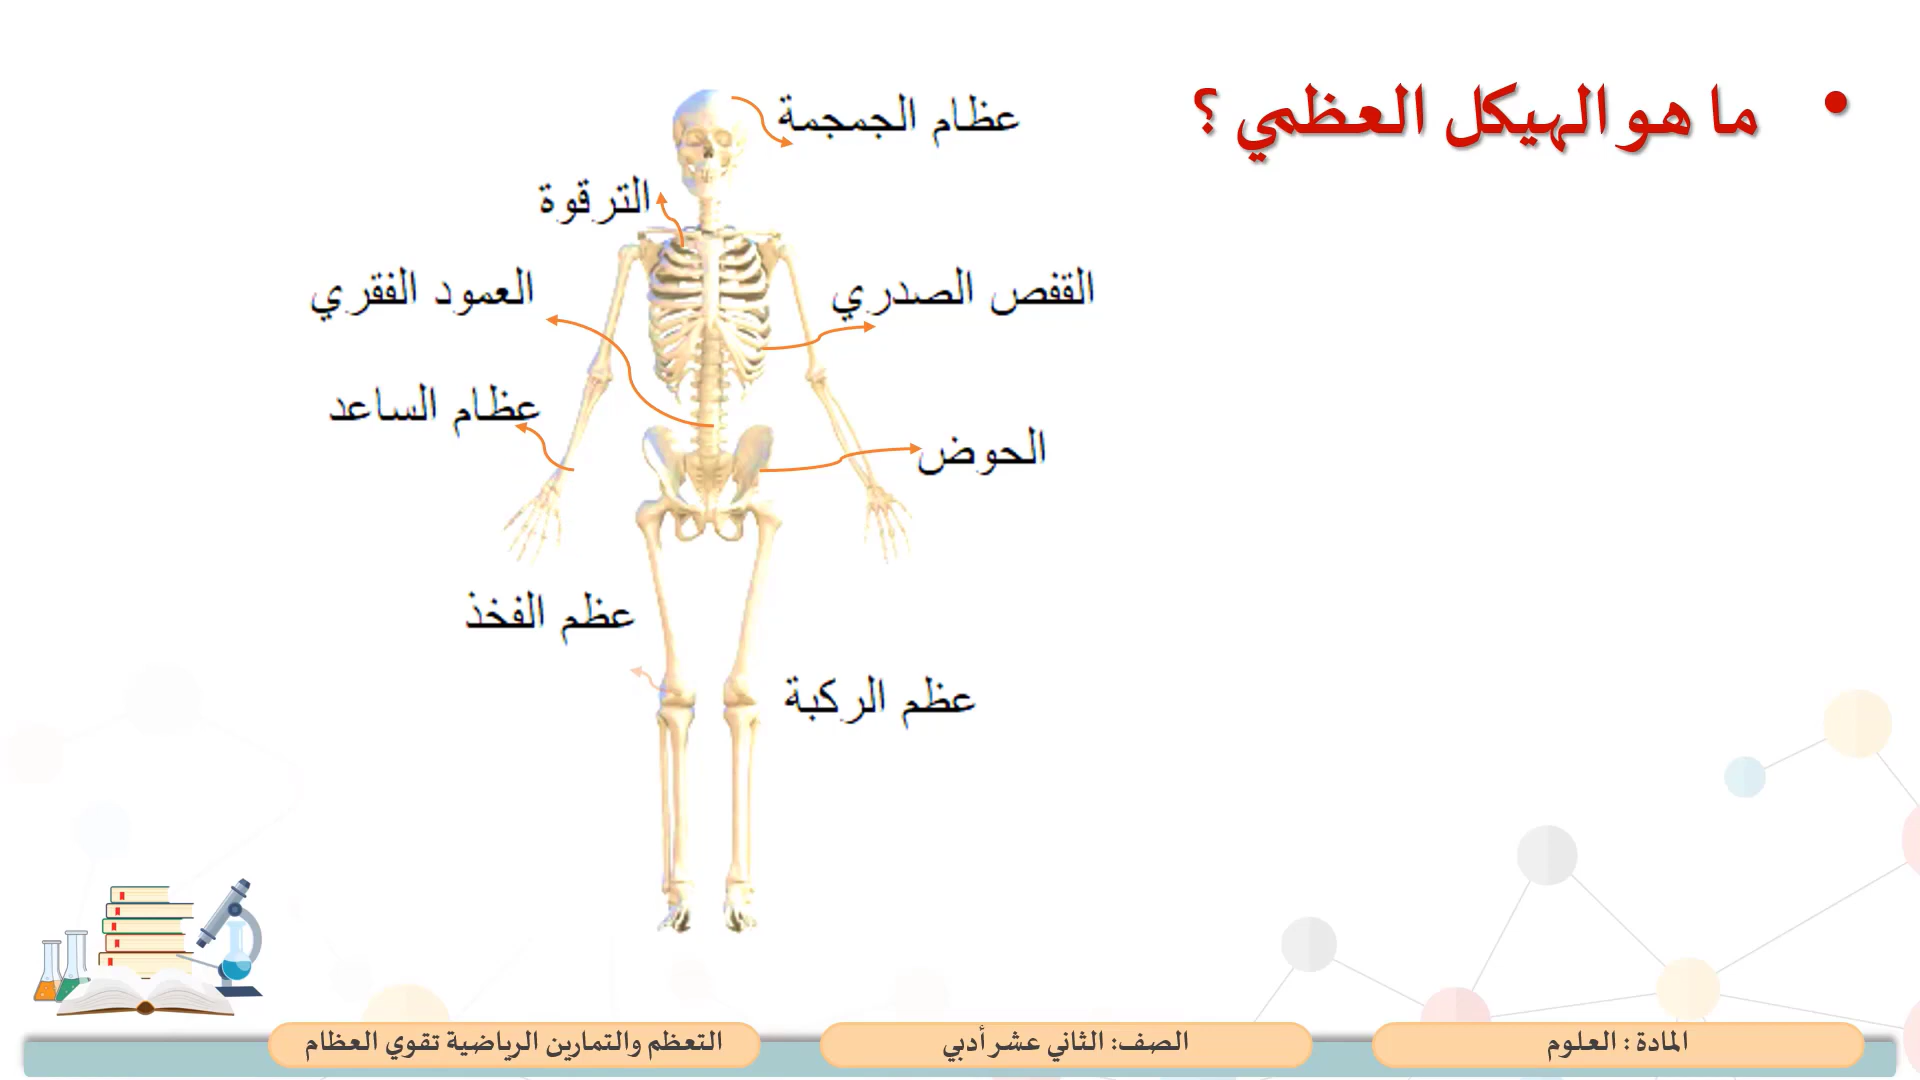 • ما هو الهيكل العظمي ؟
عظام الجمجمة
الترقوة
القفص الصدري
العمود الفقري
عظام الساعد
الحوض
عظم الفخذ
عظم الركبة
المادة : العلوم
الصف: الثاني عشر أدبي
التعظم والتمارين الرياضية تقوي العظام